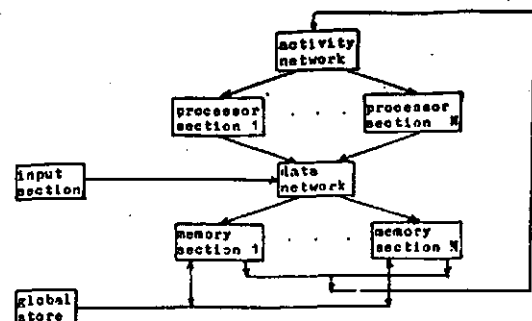 activity
network
processor
section 1
. . .
processor
section N
input
section
data
network
memory
section 1
. . .
memory
section N
global
store